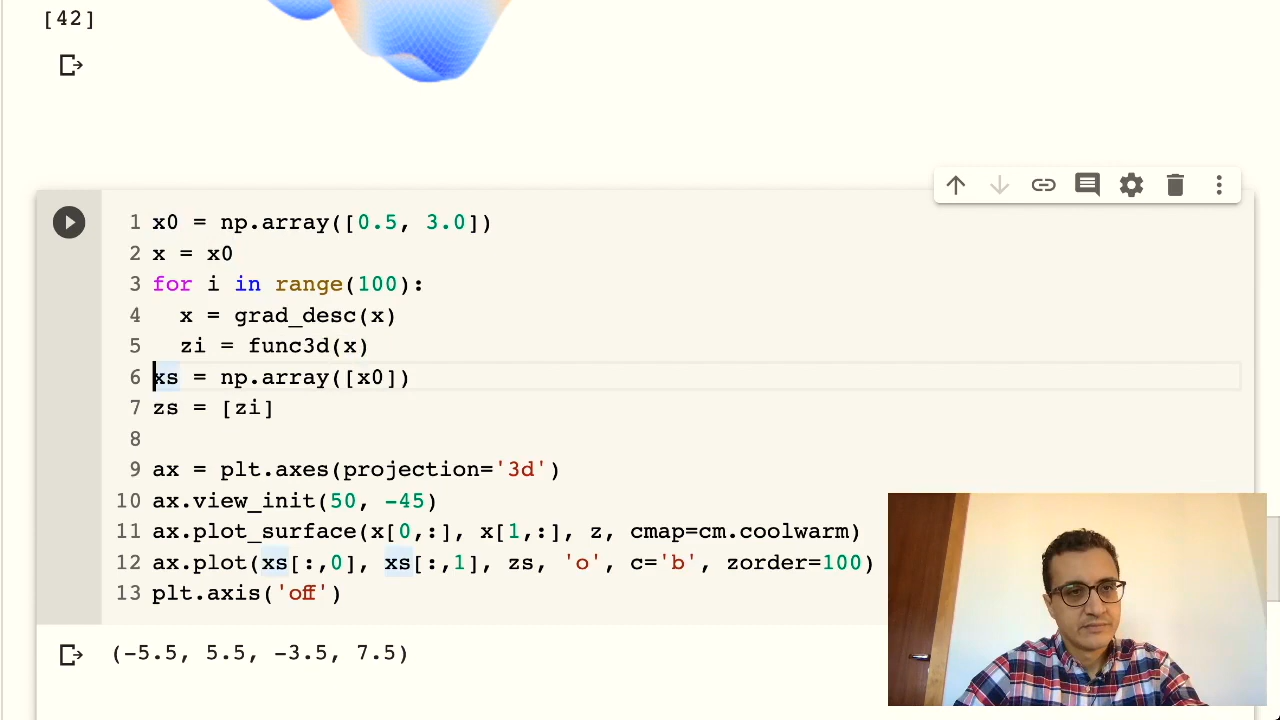 [42]
1 x0 = np.array([0.5, 3.0])
2 x = x0
3 for i in range(100):
4   x = grad_desc(x)
5   zi = func3d(x)
6 xs = np.array([x0])
7 zs = [zi]
8
9 ax = plt.axes(projection='3d')
10 ax.view_init(50, -45)
11 ax.plot_surface(x[0,:], x[1,:], z, cmap=cm.coolwarm)
12 ax.plot(xs[:,0], xs[:,1], zs, 'o', c='b', zorder=100)
13 plt.axis('off')
(-5.5, 5.5, -3.5, 7.5)